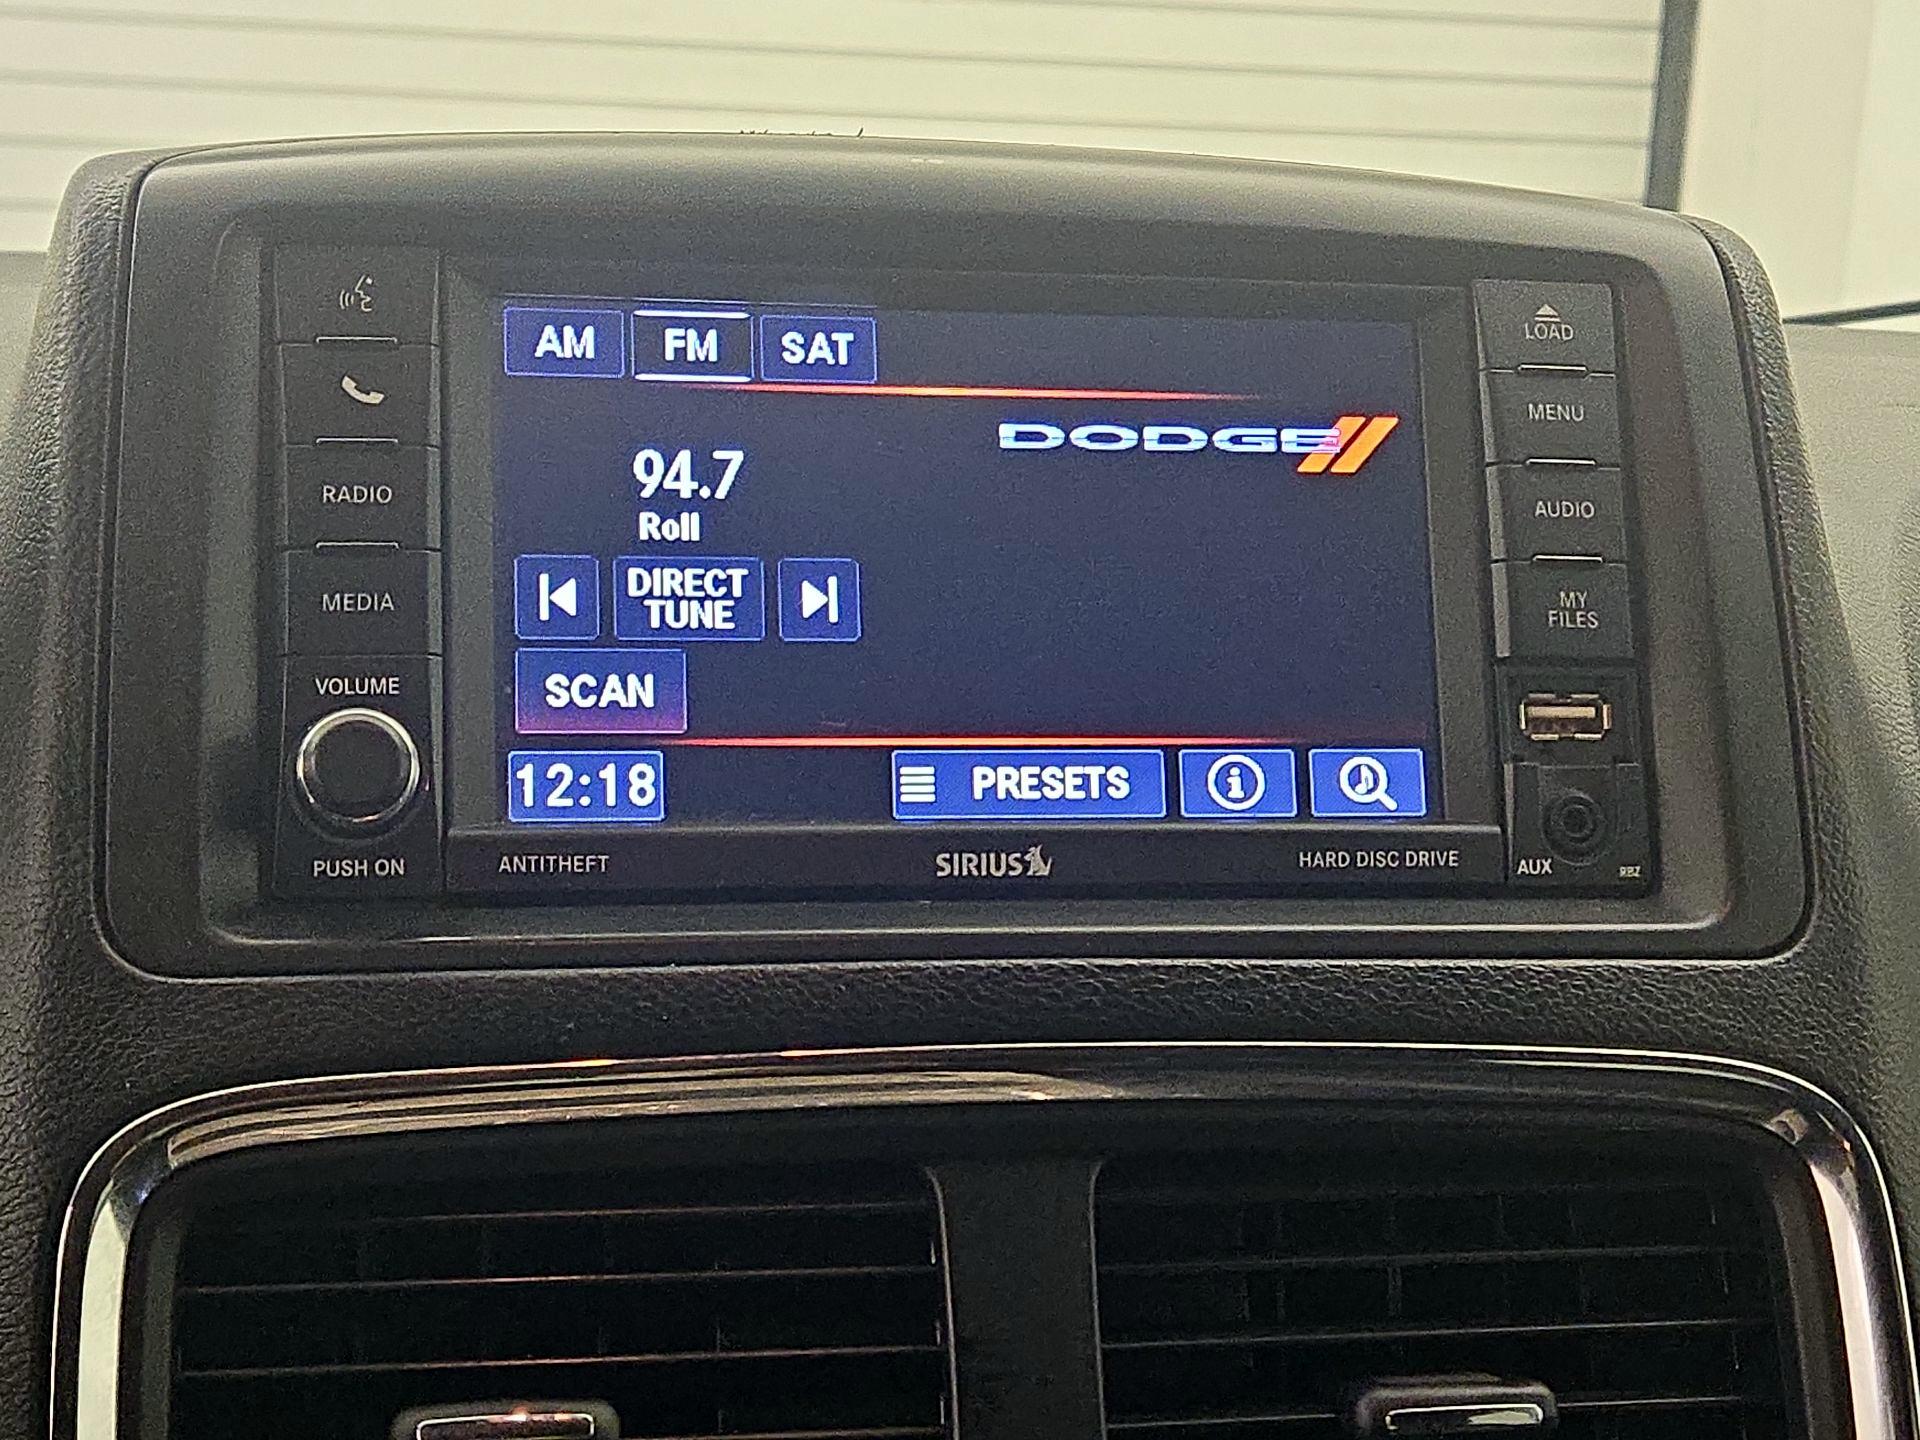 AM FM SAT
DODGE
94.7
Roll
DIRECT
TUNE
SCAN
12:18 PRESETS
RADIO
MEDIA
VOLUME
PUSH ON
LOAD
MENU
AUDIO
MY
FILES
ANTITHEFT SIRIUS HARD DISC DRIVE
AUX RBZ